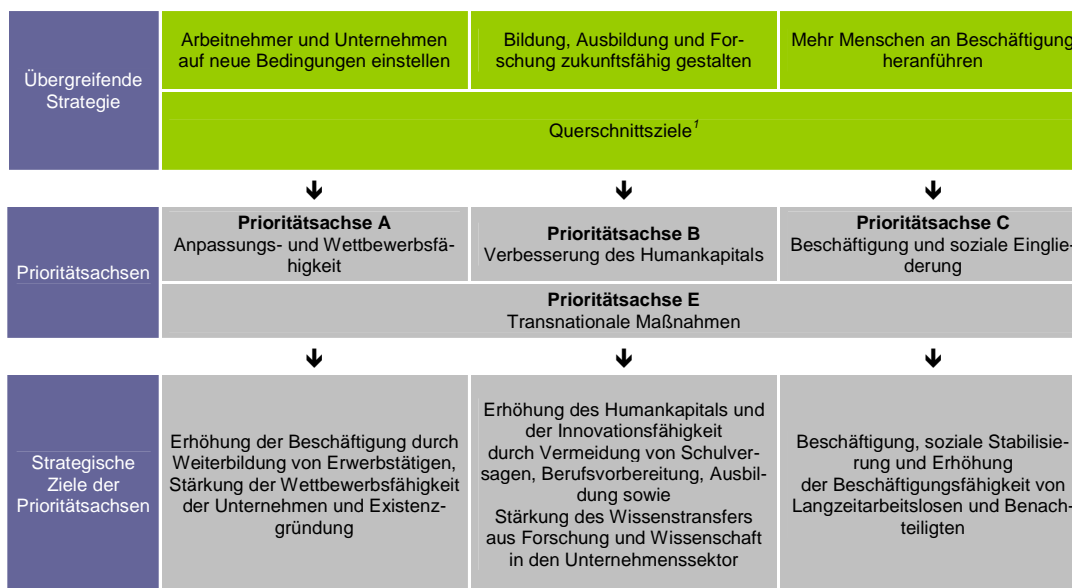 Übergreifende
Strategie
Arbeitnehmer und Unternehmen
auf neue Bedingungen einstellen
Bildung, Ausbildung und For-
schung zukunftsfähig gestalten
Mehr Menschen an Beschäftigung
heranführen
Querschnittsziele¹
Prioritätsachsen
Prioritätsachse A
Anpassungs- und Wettbewerbsfä-
higkeit
Prioritätsachse B
Verbesserung des Humankapitals
Prioritätsachse C
Beschäftigung und soziale Einglie-
derung
Prioritätsachse E
Transnationale Maßnahmen
Strategische
Ziele der
Prioritätsachsen
Erhöhung der Beschäftigung durch
Weiterbildung von Erwerbstätigen,
Stärkung der Wettbewerbsfähigkeit
der Unternehmen und Existenz-
gründung
Erhöhung des Humankapitals und
der Innovationsfähigkeit
durch Vermeidung von Schulver-
sagen, Berufsvorbereitung, Ausbil-
dung sowie
Stärkung des Wissenstransfers
aus Forschung und Wissenschaft
in den Unternehmenssektor
Beschäftigung, soziale Stabilisie-
rung und Erhöhung
der Beschäftigungsfähigkeit von
Langzeitarbeitslosen und Benach-
teiligten